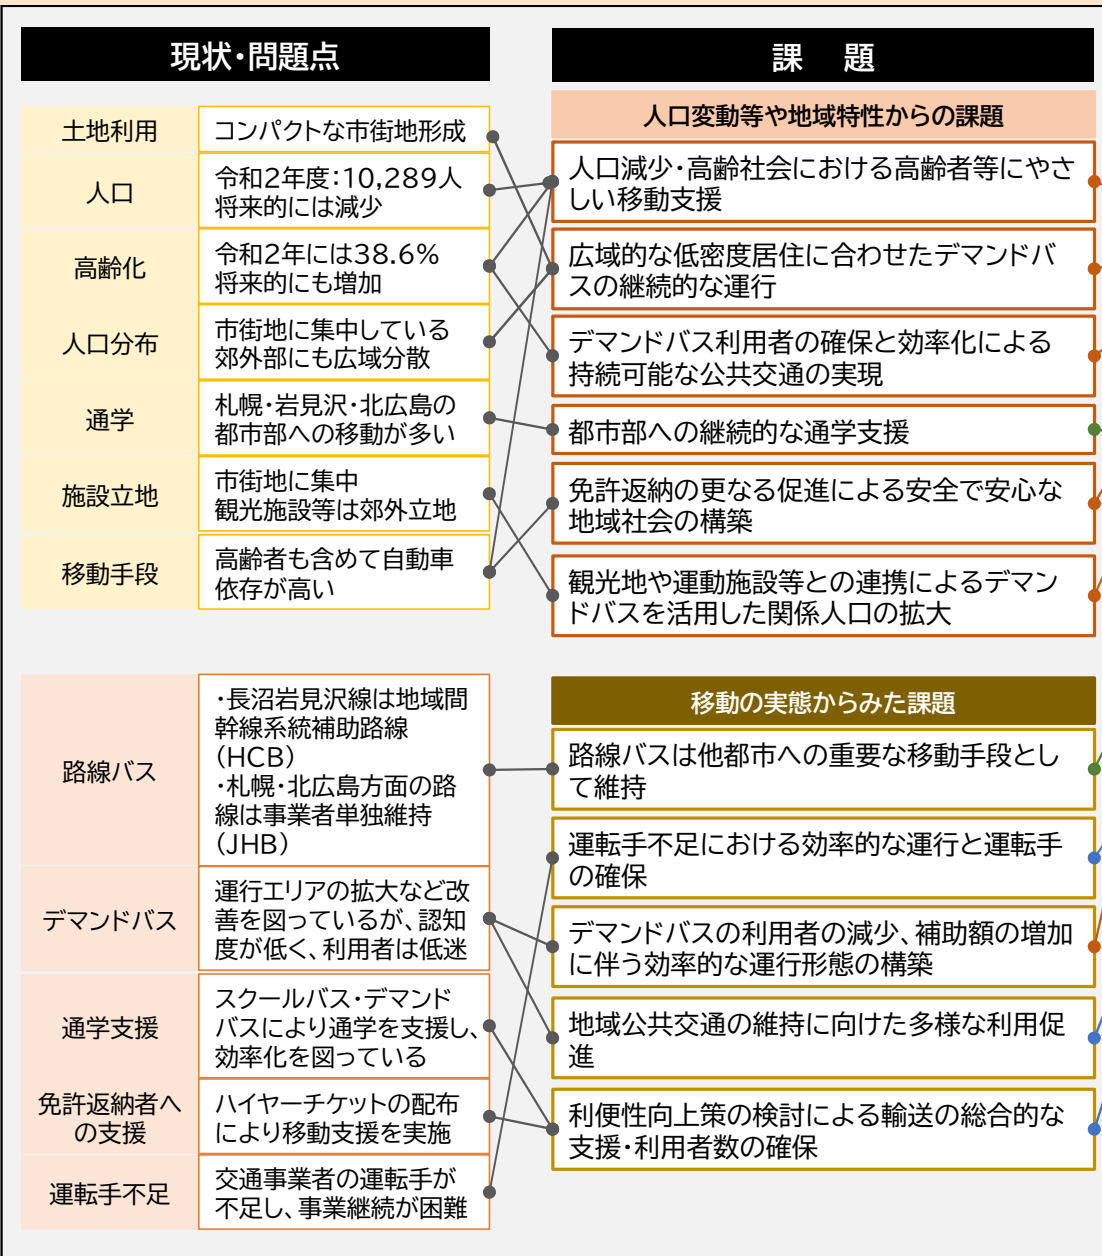 現状・問題点
土地利用
コンパクトな市街地形成
人口
令和2年度：10,289人
将来的には減少
高齢化
令和2年には38.6%
将来的にも増加
人口分布
市街地に集中している
郊外部にも広域分散
通学
札幌・岩見沢・北広島の
都市部への移動が多い
施設立地
市街地に集中
観光施設等は郊外立地
移動手段
高齢者も含めて自動車
依存が高い
課　題
人口変動等や地域特性からの課題
人口減少・高齢社会における高齢者等にやさ
しい移動支援
広域的な低密度居住に合わせたデマンドバ
スの継続的な運行
デマンドバス利用者の確保と効率化による
持続可能な公共交通の実現
都市部への継続的な通学支援
免許返納の更なる促進による安全で安心な
地域社会の構築
観光地や運動施設等との連携によるデマン
ドバスを活用した関係人口の拡大
路線バス
・長沼岩見沢線は地域間
幹線系統補助路線
(HCB)
・札幌・北広島方面の路
線は事業者単独維持
(JHB)
デマンドバス
運行エリアの拡大など改
善を図っているが、認知
度が低く、利用者は低迷
通学支援
スクールバス・デマンド
バスにより通学を支援し、
効率化を図っている
免許返納者へ
の支援
ハイヤーチケットの配布
により移動支援を実施
運転手不足
交通事業者の運転手が
不足し、事業継続が困難
移動の実態からみた課題
路線バスは他都市への重要な移動手段とし
て維持
運転手不足における効率的な運行と運転手
の確保
デマンドバスの利用者の減少、補助額の増加
に伴う効率的な運行形態の構築
地域公共交通の維持に向けた多様な利用促
進
利便性向上策の検討による輸送の総合的な
支援・利用者数の確保